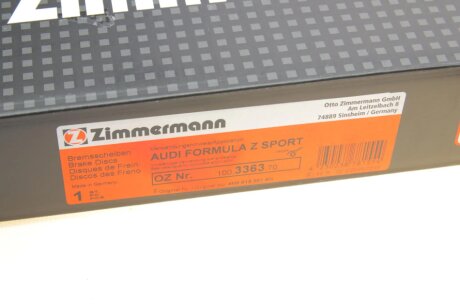 Zimmermann
Zimmermann
Otto Zimmermann GmbH
Am Leitzelbach 8
74889 Sinsheim / Germany
Bremsscheiben
Brake Discs
Disques de Frein
Discos des Freno
Made in Germany
1
AUDI FORMULA Z SPORT
OZ Nr.
100 3363 70